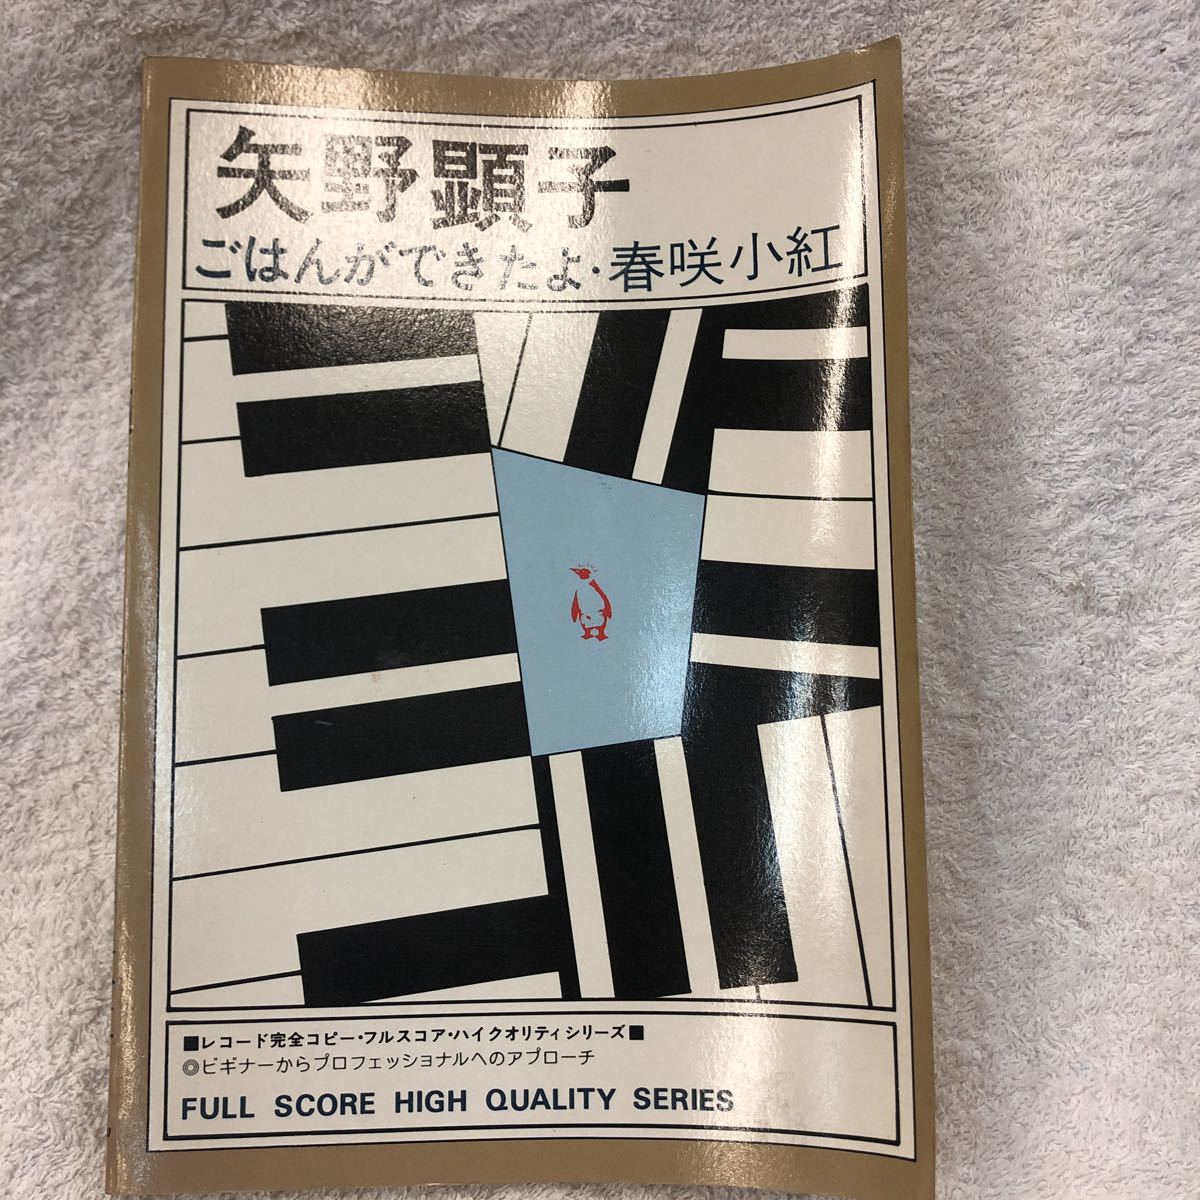 矢野顕子
ごはんができたよ・春咲小紅
■レコード完全コピー・フルスコア・ハイクオリティシリーズ■
◎ビギナーからプロフェッショナルへのアプローチ
FULL SCORE HIGH QUALITY SERIES